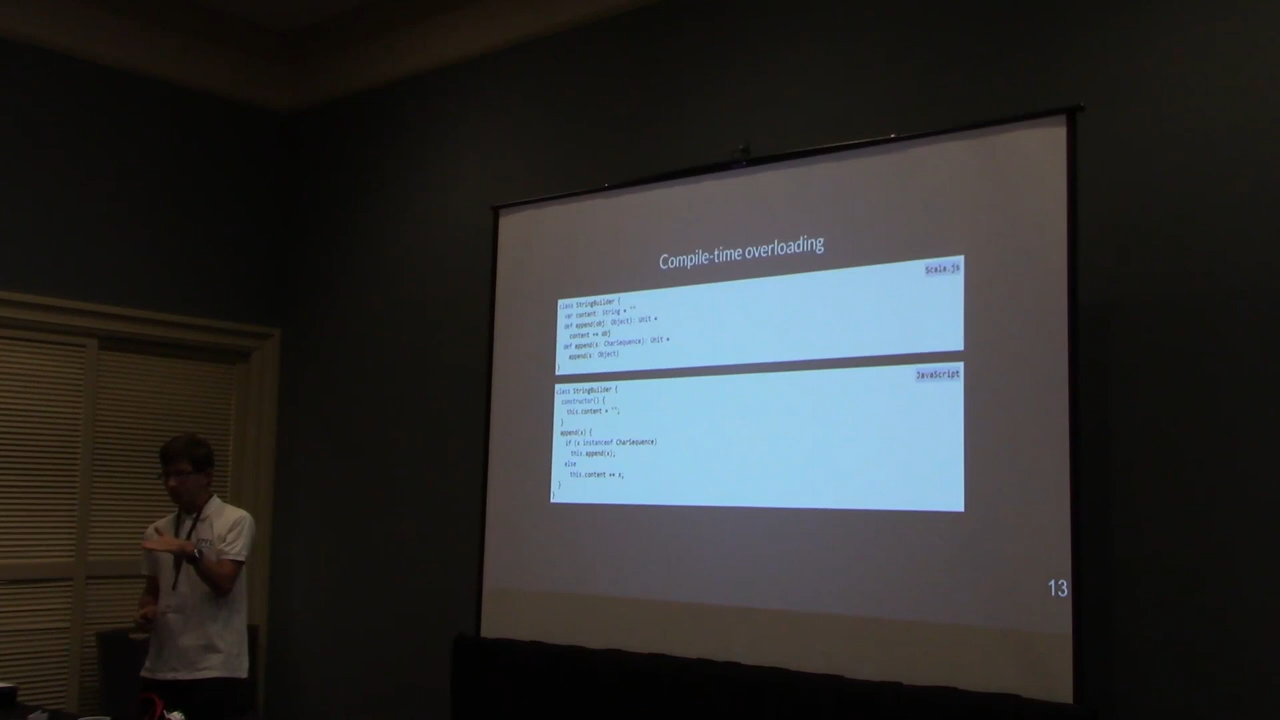 Compile-time overloading
Scala.js
class StringBuilder {
var content: String = ""
def append(obj: Object): Unit =
content += obj
def append(s: CharSequence): Unit =
append(s: Object)
}
JavaScript
class StringBuilder {
constructor() {
this.content = "";
}
append(x) {
if (x instanceof CharSequence)
this.append(x);
else
this.content += x;
}
}
13